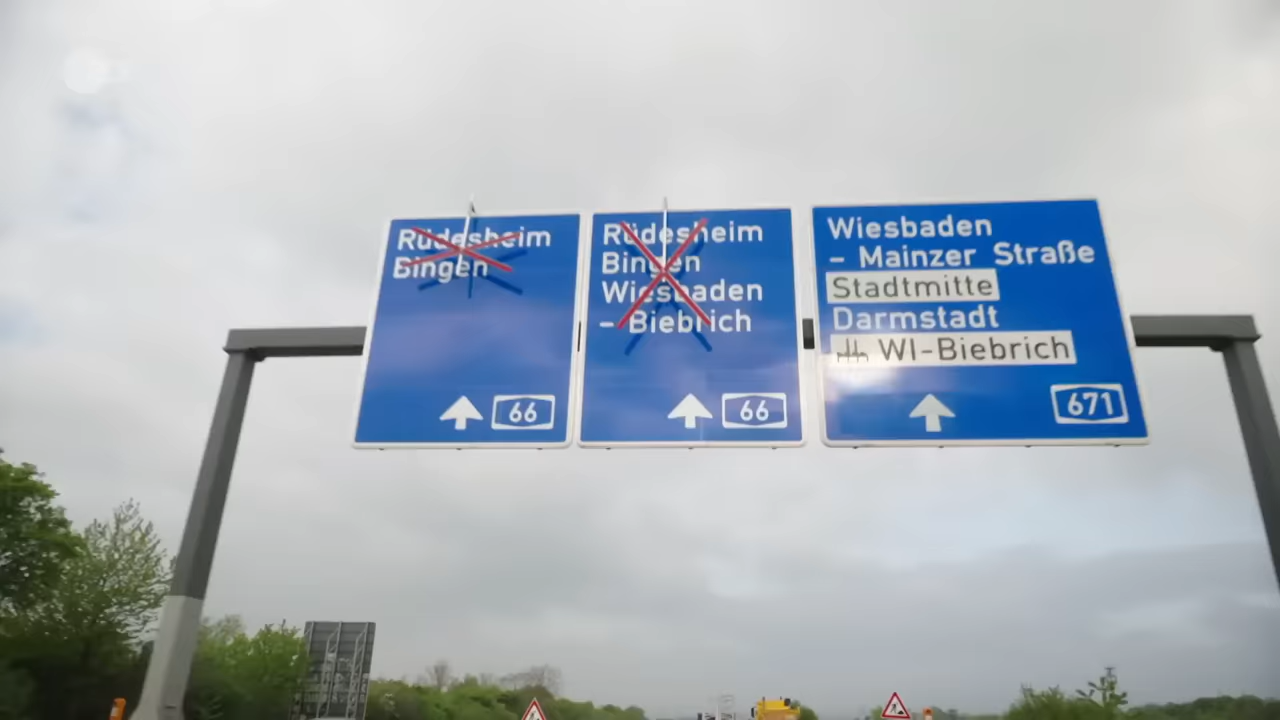 Rüdesheim
Bingen
66
Rüdesheim
Bingen
Wiesbaden
- Biebrich
66
Wiesbaden
- Mainzer Straße
Stadtmitte
Darmstadt
WI-Biebrich
671